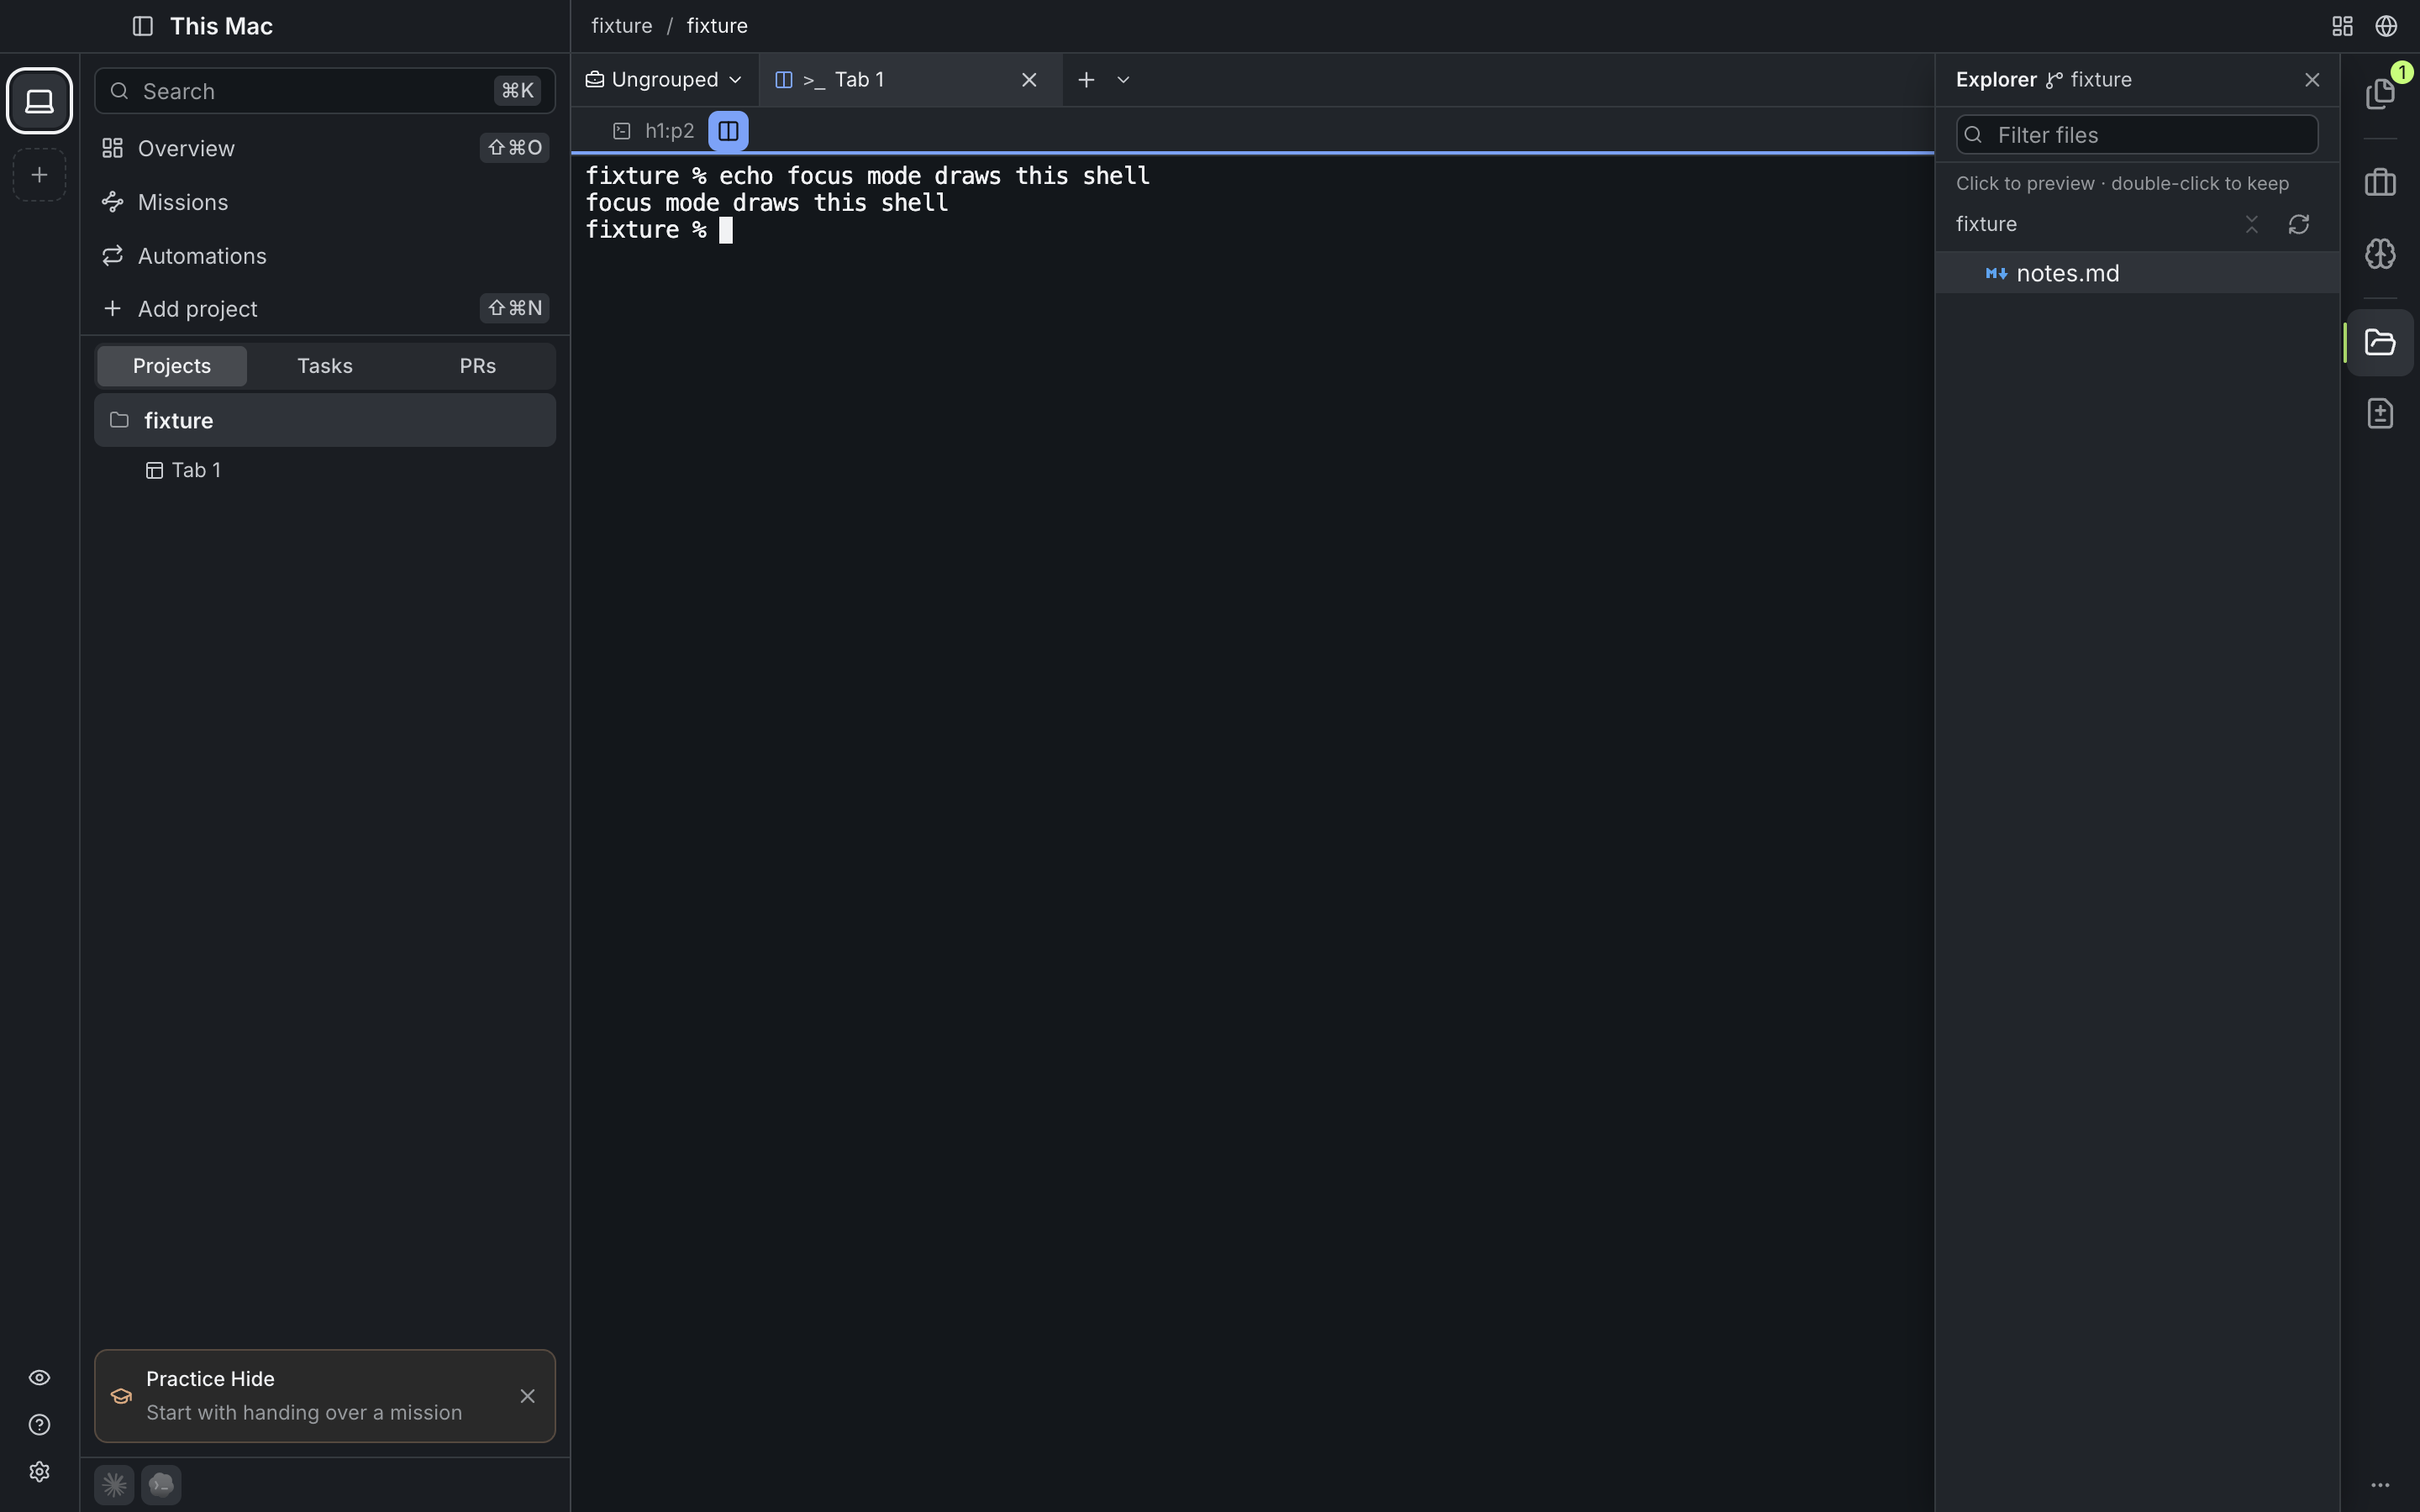 This Mac
fixture / fixture
Search ⌘K
Overview ⇧⌘O
Missions
Automations
Add project ⇧⌘N
Projects Tasks PRs
fixture
Tab 1
Practice Hide
Start with handing over a mission
Ungrouped
>_ Tab 1
h1:p2
fixture % echo focus mode draws this shell
focus mode draws this shell
fixture %
Explorer fixture
Filter files
Click to preview · double-click to keep
fixture
M↓ notes.md
1